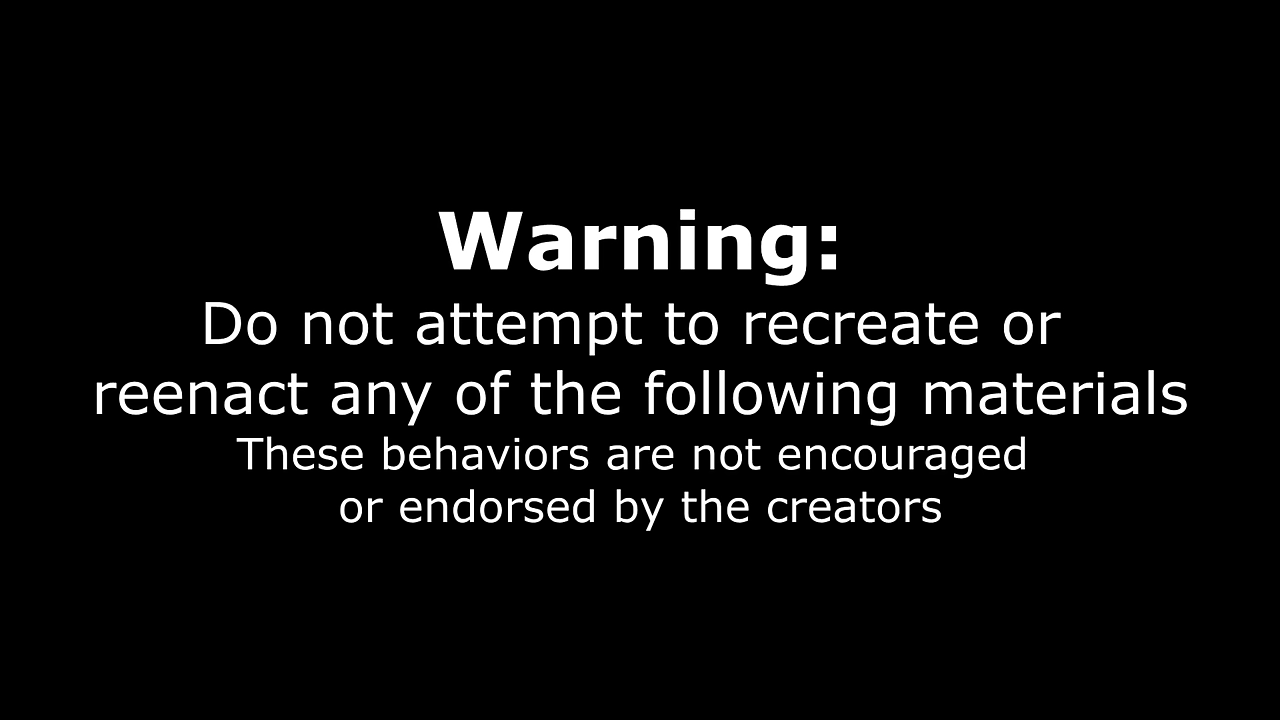 Warning:
Do not attempt to recreate or
reenact any of the following materials
These behaviors are not encouraged
or endorsed by the creators